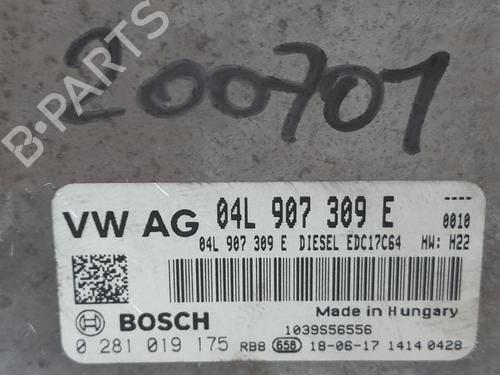 200701
B-PARTS
VW AG 04L 907 309 E
0010
04L 907 309 E DIESEL EDC17C64 HW: H22
Made in Hungary
BOSCH
1039S56556
0 281 019 175 RB8 658 18-06-17 1414 0428